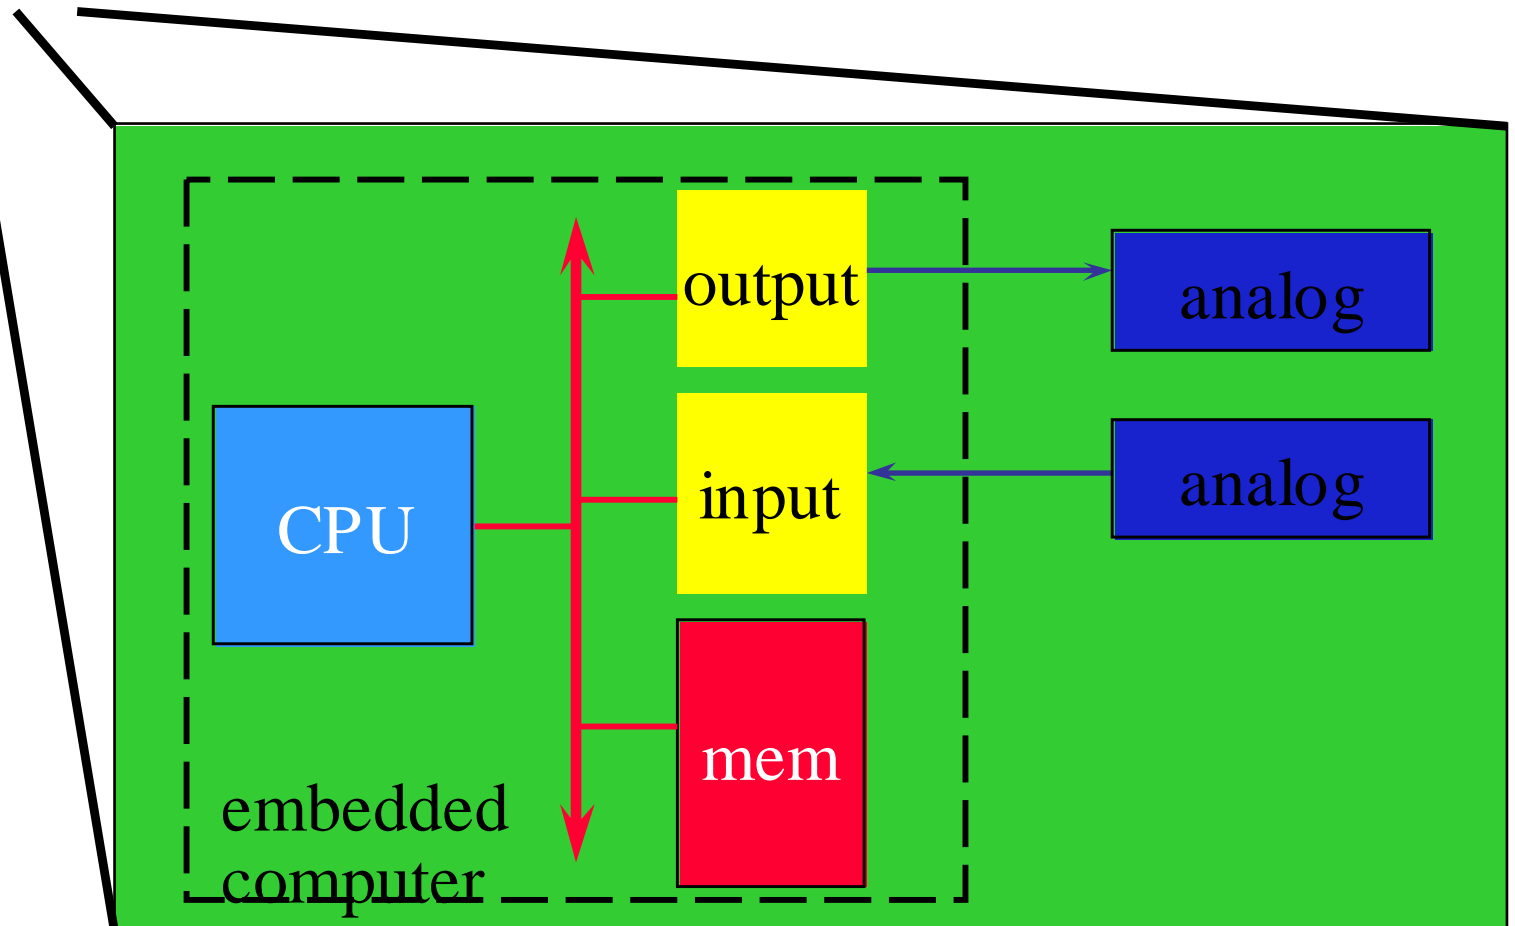 output
analog
input
analog
CPU
mem
embedded
computer